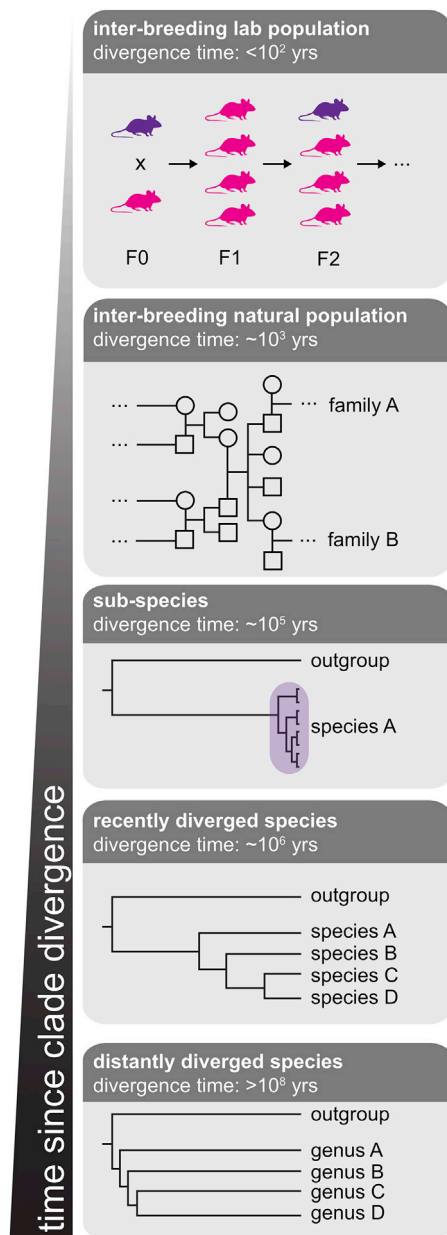 inter-breeding lab population
divergence time: <10² yrs
x
...
F0 F1 F2
inter-breeding natural population
divergence time: ~10³ yrs
... ... family A
...
...
... ... family B
sub-species
divergence time: ~10⁵ yrs
outgroup
species A
recently diverged species
divergence time: ~10⁶ yrs
outgroup
species A
species B
species C
species D
distantly diverged species
divergence time: >10⁸ yrs
outgroup
genus A
genus B
genus C
genus D
time since clade divergence